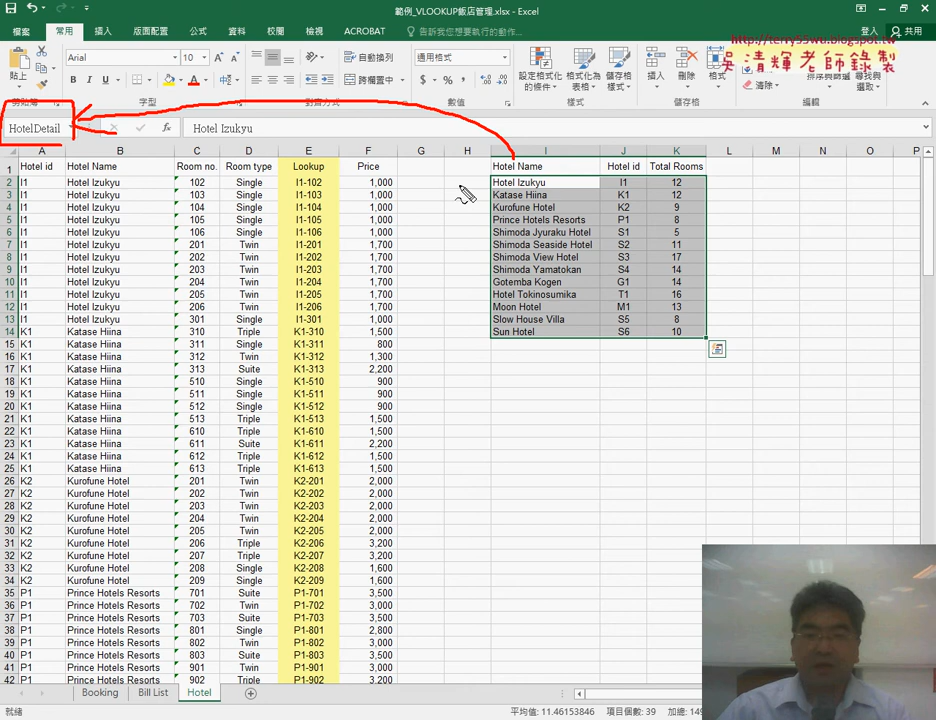 範例_VLOOKUP飯店管理.xlsx - Excel
檔案 常用 插入 版面配置 公式 資料 校閱 檢視 ACROBAT 告訴我您想要執行的動作... 登入 共用
http://terry55wu.blogspot.tw
吳清輝老師錄製
Arial 10 自動換列 通用格式
貼上 B I U 跨欄置中 $ % 設定格式化的條件 格式化為表格 儲存格樣式 插入 刪除 格式 清除
剪貼簿 字型 對齊方式 數值 樣式 儲存格 編輯
HotelDetail fx Hotel Izukyu
A B C D E F G H I J K L M N O P
1 Hotel id Hotel Name Room no. Room type Lookup Price Hotel Name Hotel id Total Rooms
2 I1 Hotel Izukyu 102 Single I1-102 1,000 Hotel Izukyu I1 12
3 I1 Hotel Izukyu 103 Single I1-103 1,000 Katase Hiina K1 12
4 I1 Hotel Izukyu 104 Single I1-104 1,000 Kurofune Hotel K2 9
5 I1 Hotel Izukyu 105 Single I1-105 1,000 Prince Hotels Resorts P1 8
6 I1 Hotel Izukyu 106 Single I1-106 1,000 Shimoda Jyuraku Hotel S1 5
7 I1 Hotel Izukyu 201 Twin I1-201 1,700 Shimoda Seaside Hotel S2 11
8 I1 Hotel Izukyu 202 Twin I1-202 1,700 Shimoda View Hotel S3 17
9 I1 Hotel Izukyu 203 Twin I1-203 1,700 Shimoda Yamatokan S4 14
10 I1 Hotel Izukyu 204 Twin I1-204 1,700 Gotemba Kogen G1 14
11 I1 Hotel Izukyu 205 Twin I1-205 1,700 Hotel Tokinosumika T1 16
12 I1 Hotel Izukyu 206 Twin I1-206 1,700 Moon Hotel M1 13
13 I1 Hotel Izukyu 301 Single I1-301 1,000 Slow House Villa S5 8
14 K1 Katase Hiina 310 Triple K1-310 1,500 Sun Hotel S6 10
15 K1 Katase Hiina 311 Single K1-311 800
16 K1 Katase Hiina 312 Twin K1-312 1,300
17 K1 Katase Hiina 313 Suite K1-313 2,200
18 K1 Katase Hiina 510 Single K1-510 900
19 K1 Katase Hiina 511 Single K1-511 900
20 K1 Katase Hiina 512 Single K1-512 900
21 K1 Katase Hiina 513 Triple K1-513 1,500
22 K1 Katase Hiina 610 Triple K1-610 1,500
23 K1 Katase Hiina 611 Suite K1-611 2,200
24 K1 Katase Hiina 612 Triple K1-612 1,500
25 K1 Katase Hiina 613 Triple K1-613 1,500
26 K2 Kurofune Hotel 201 Twin K2-201 2,000
27 K2 Kurofune Hotel 202 Twin K2-202 2,000
28 K2 Kurofune Hotel 203 Twin K2-203 2,000
29 K2 Kurofune Hotel 204 Twin K2-204 2,000
30 K2 Kurofune Hotel 205 Twin K2-205 2,000
31 K2 Kurofune Hotel 206 Triple K2-206 3,200
32 K2 Kurofune Hotel 207 Triple K2-207 3,200
33 K2 Kurofune Hotel 208 Single K2-208 1,600
34 K2 Kurofune Hotel 209 Single K2-209 1,600
35 P1 Prince Hotels Resorts 701 Suite P1-701 3,500
36 P1 Prince Hotels Resorts 702 Twin P1-702 3,000
37 P1 Prince Hotels Resorts 703 Suite P1-703 3,500
38 P1 Prince Hotels Resorts 801 Single P1-801 2,800
39 P1 Prince Hotels Resorts 802 Twin P1-802 3,000
40 P1 Prince Hotels Resorts 803 Suite P1-803 3,500
41 P1 Prince Hotels Resorts 901 Twin P1-901 3,000
42 P1 Prince Hotels Resorts 902 Triple P1-902 3,200
Booking Bill List Hotel
就緒 平均值: 11.46153846 項目個數: 39 加總: 149